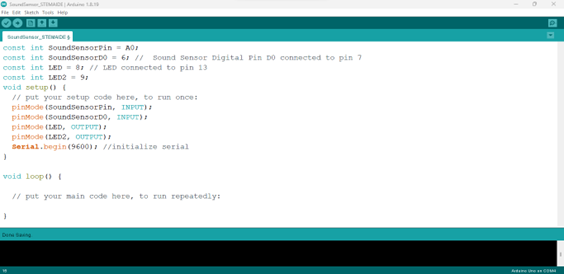 SoundSensor_STEMAIDE | Arduino 1.8.19
File Edit Sketch Tools Help
SoundSensor_STEMAIDE §
const int SoundSensorPin = A0;
const int SoundSensorD0 = 6; //  Sound Sensor Digital Pin D0 connected to pin 7
const int LED = 8; // LED connected to pin 13
const int LED2 = 9;
void setup() {
  // put your setup code here, to run once:
  pinMode(SoundSensorPin, INPUT);
  pinMode(SoundSensorD0, INPUT);
  pinMode(LED, OUTPUT);
  pinMode(LED2, OUTPUT);
  Serial.begin(9600); //initialize serial
}
void loop() {
  // put your main code here, to run repeatedly:
}
Done Saving
Arduino Uno on COM4